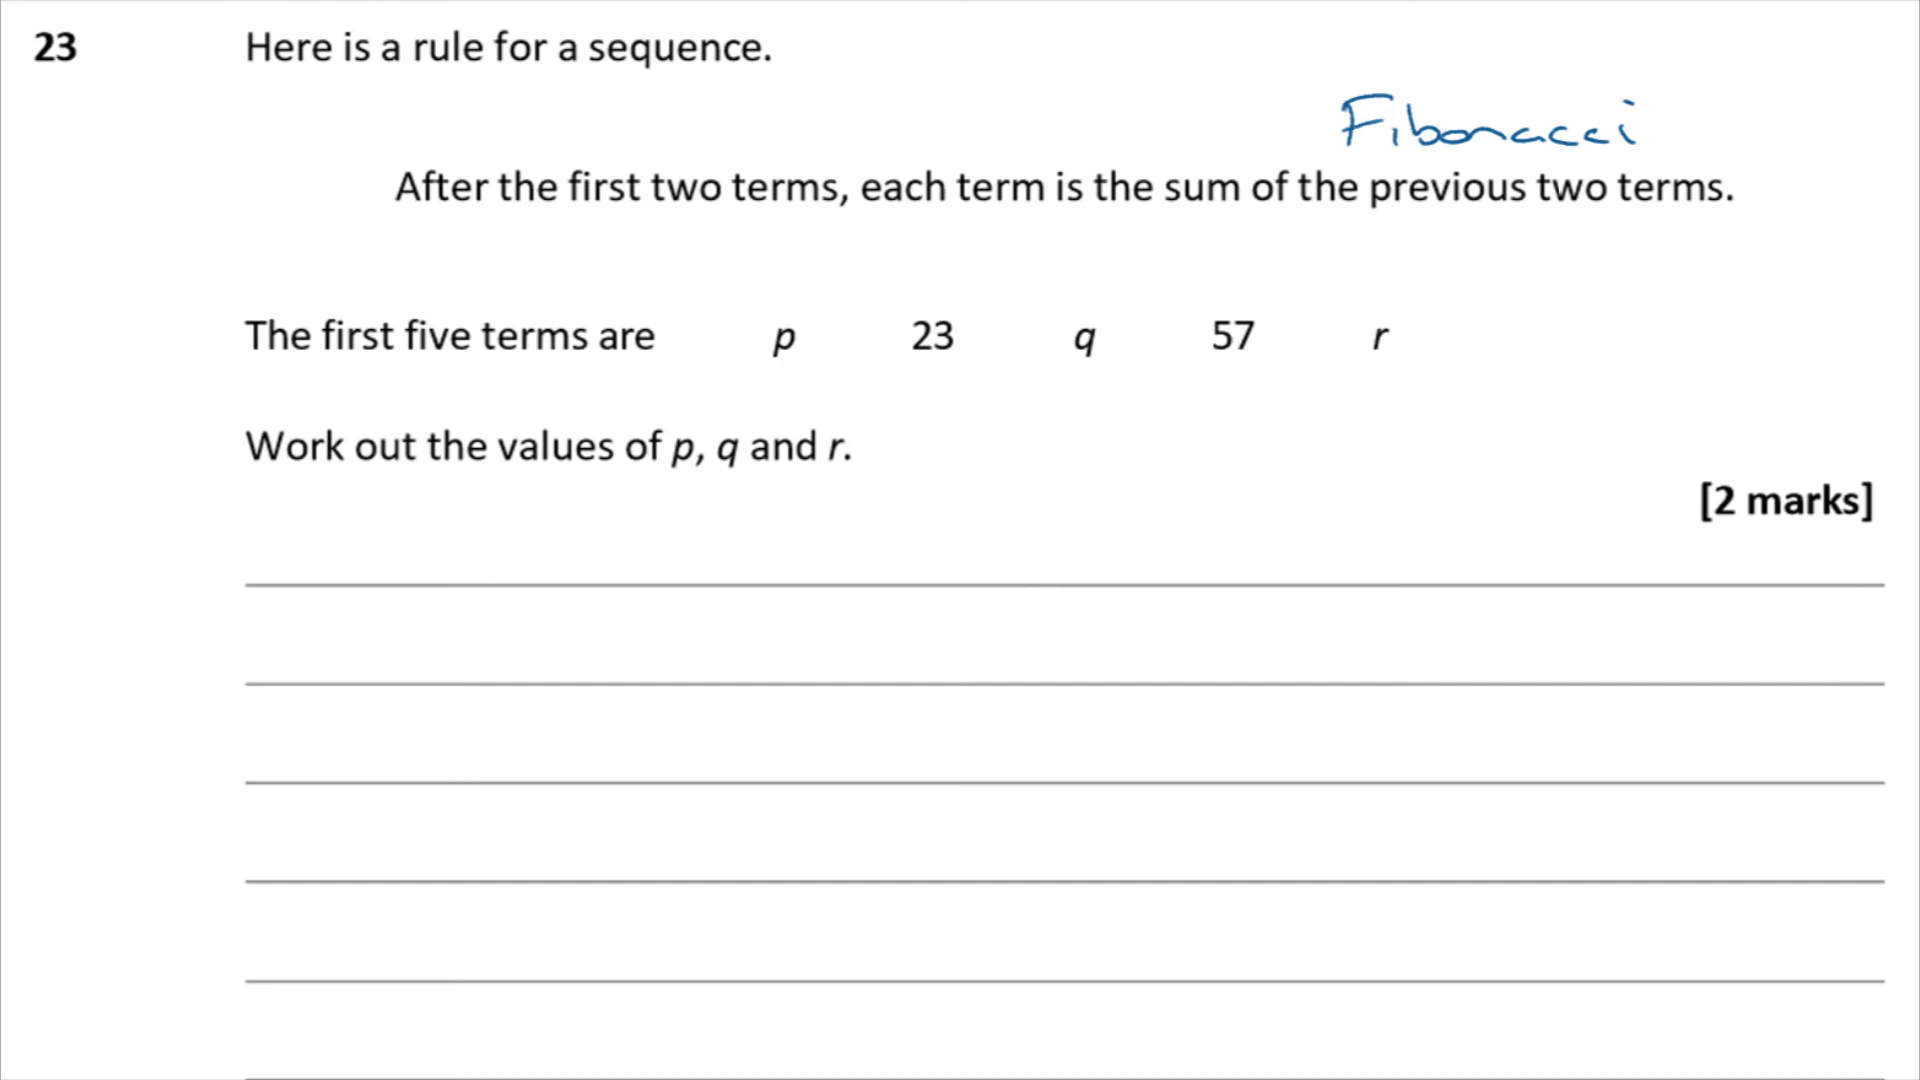 23 Here is a rule for a sequence.
Fibonacci
After the first two terms, each term is the sum of the previous two terms.
The first five terms are p 23 q 57 r
Work out the values of p, q and r.
[2 marks]